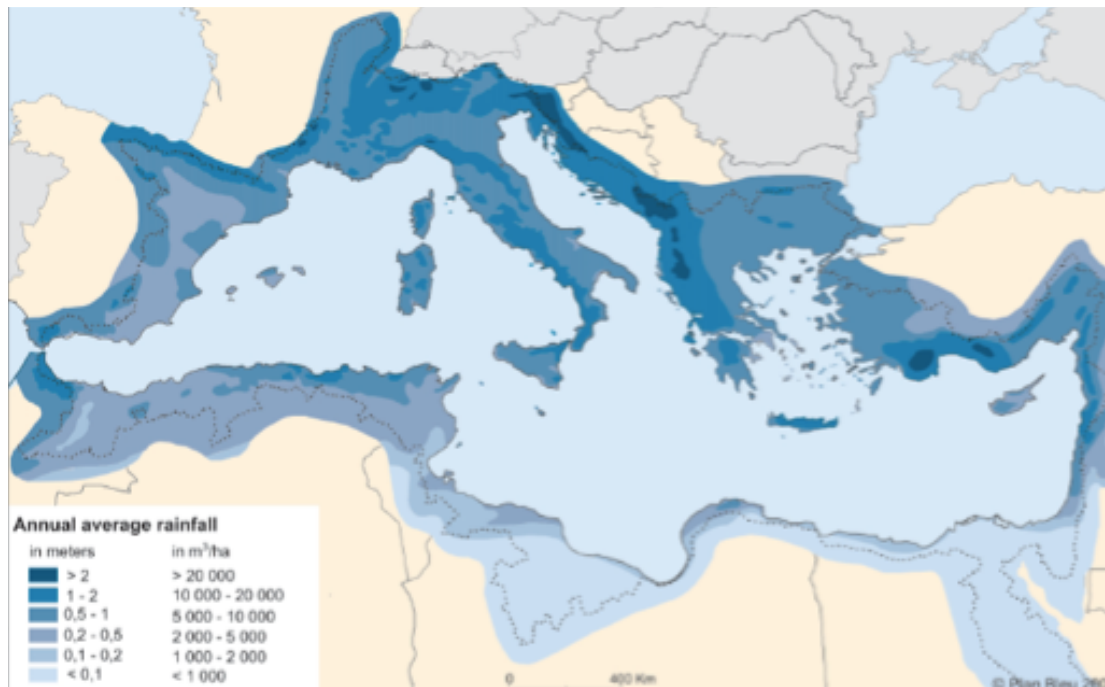 Annual average rainfall
in meters in m³/ha
> 2 > 20 000
1 - 2 10 000 - 20 000
0,5 - 1 5 000 - 10 000
0,2 - 0,5 2 000 - 5 000
0,1 - 0,2 1 000 - 2 000
< 0,1 < 1 000
0 400 Km
© Plan Bleu